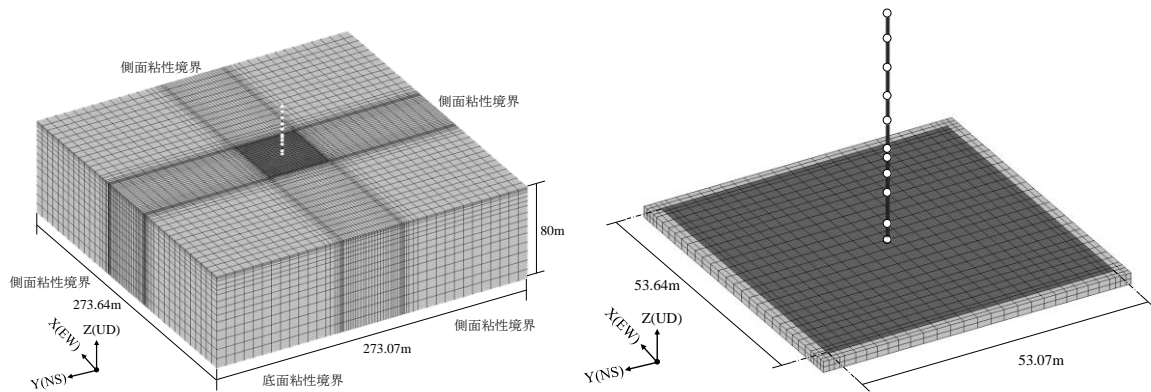 側面粘性境界
側面粘性境界
80m
側面粘性境界
273.64m
側面粘性境界
273.07m
底面粘性境界
X(EW)
Z(UD)
Y(NS)
53.64m
53.07m
X(EW)
Z(UD)
Y(NS)